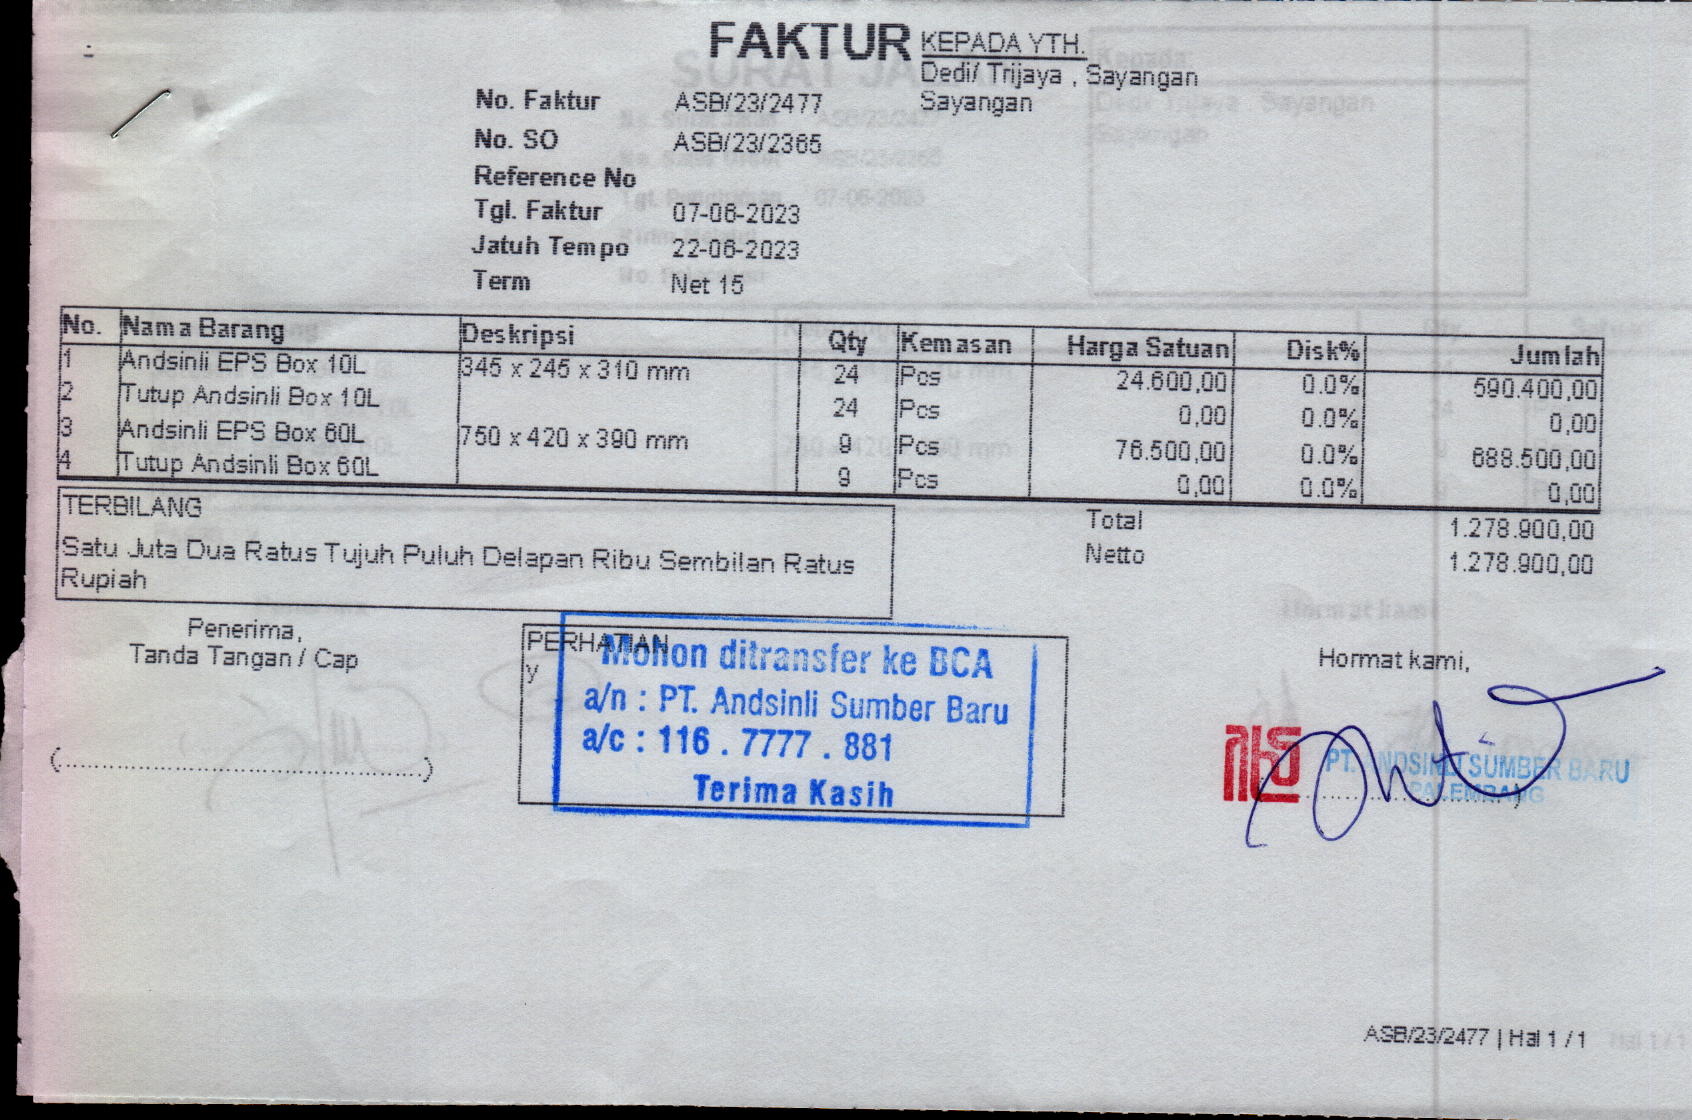 FAKTUR
KEPADA YTH.
Dedi/ Trijaya , Sayangan
Sayangan
No. Faktur ASB/23/2477
No. SO ASB/23/2365
Reference No
Tgl. Faktur 07-06-2023
Jatuh Tempo 22-06-2023
Term Net 15
No. Nama Barang Deskripsi Qty Kemasan Harga Satuan Disk% Jumlah
1 Andsinli EPS Box 10L 345 x 245 x 310 mm 24 Pcs 24.600,00 0.0% 590.400,00
2 Tutup Andsinli Box 10L 24 Pcs 0,00 0.0% 0,00
3 Andsinli EPS Box 60L 750 x 420 x 390 mm 9 Pcs 76.500,00 0.0% 688.500,00
4 Tutup Andsinli Box 60L 9 Pcs 0,00 0.0% 0,00
TERBILANG
Satu Juta Dua Ratus Tujuh Puluh Delapan Ribu Sembilan Ratus
Rupiah
Total 1.278.900,00
Netto 1.278.900,00
Penerima,
Tanda Tangan / Cap
(..............................................)
PERHATIAN
y
Mohon ditransfer ke BCA
a/n : PT. Andsinli Sumber Baru
a/c : 116 . 7777 . 881
Terima Kasih
Hormat kami,
PT. ANDSINLI SUMBER BARU
PALEMBANG
ASB/23/2477 | Hal 1 / 1